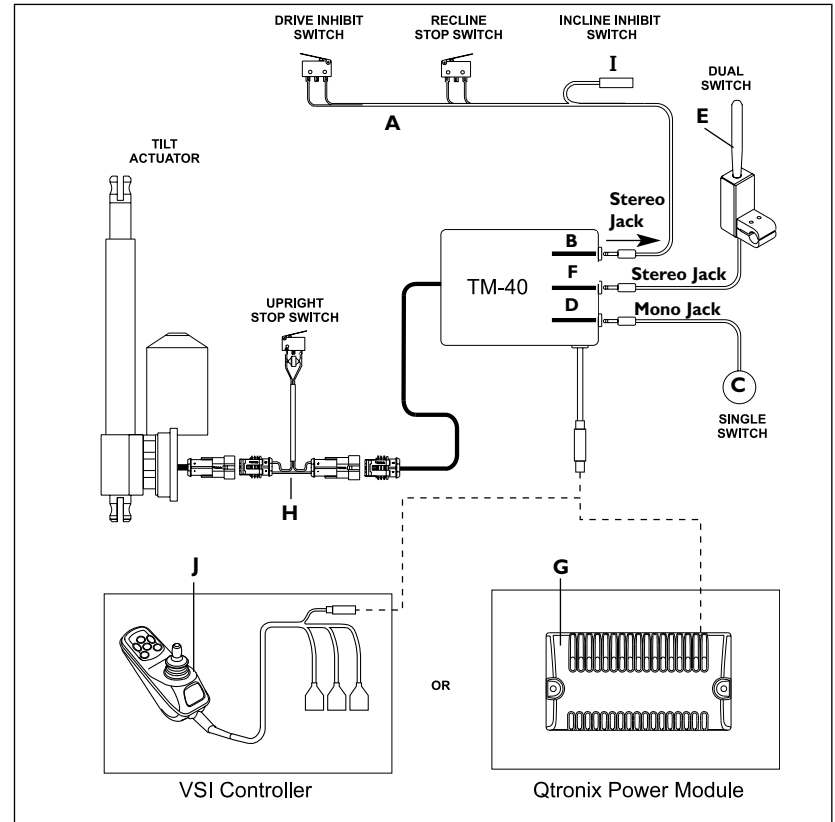 DRIVE INHIBIT
SWITCH
RECLINE
STOP SWITCH
INCLINE INHIBIT
SWITCH
I
DUAL
SWITCH
E
A
TILT
ACTUATOR
Stereo
Jack
B
TM-40
F
Stereo Jack
D
Mono Jack
UPRIGHT
STOP SWITCH
C
SINGLE
SWITCH
H
J
G
OR
VSI Controller
Qtronix Power Module